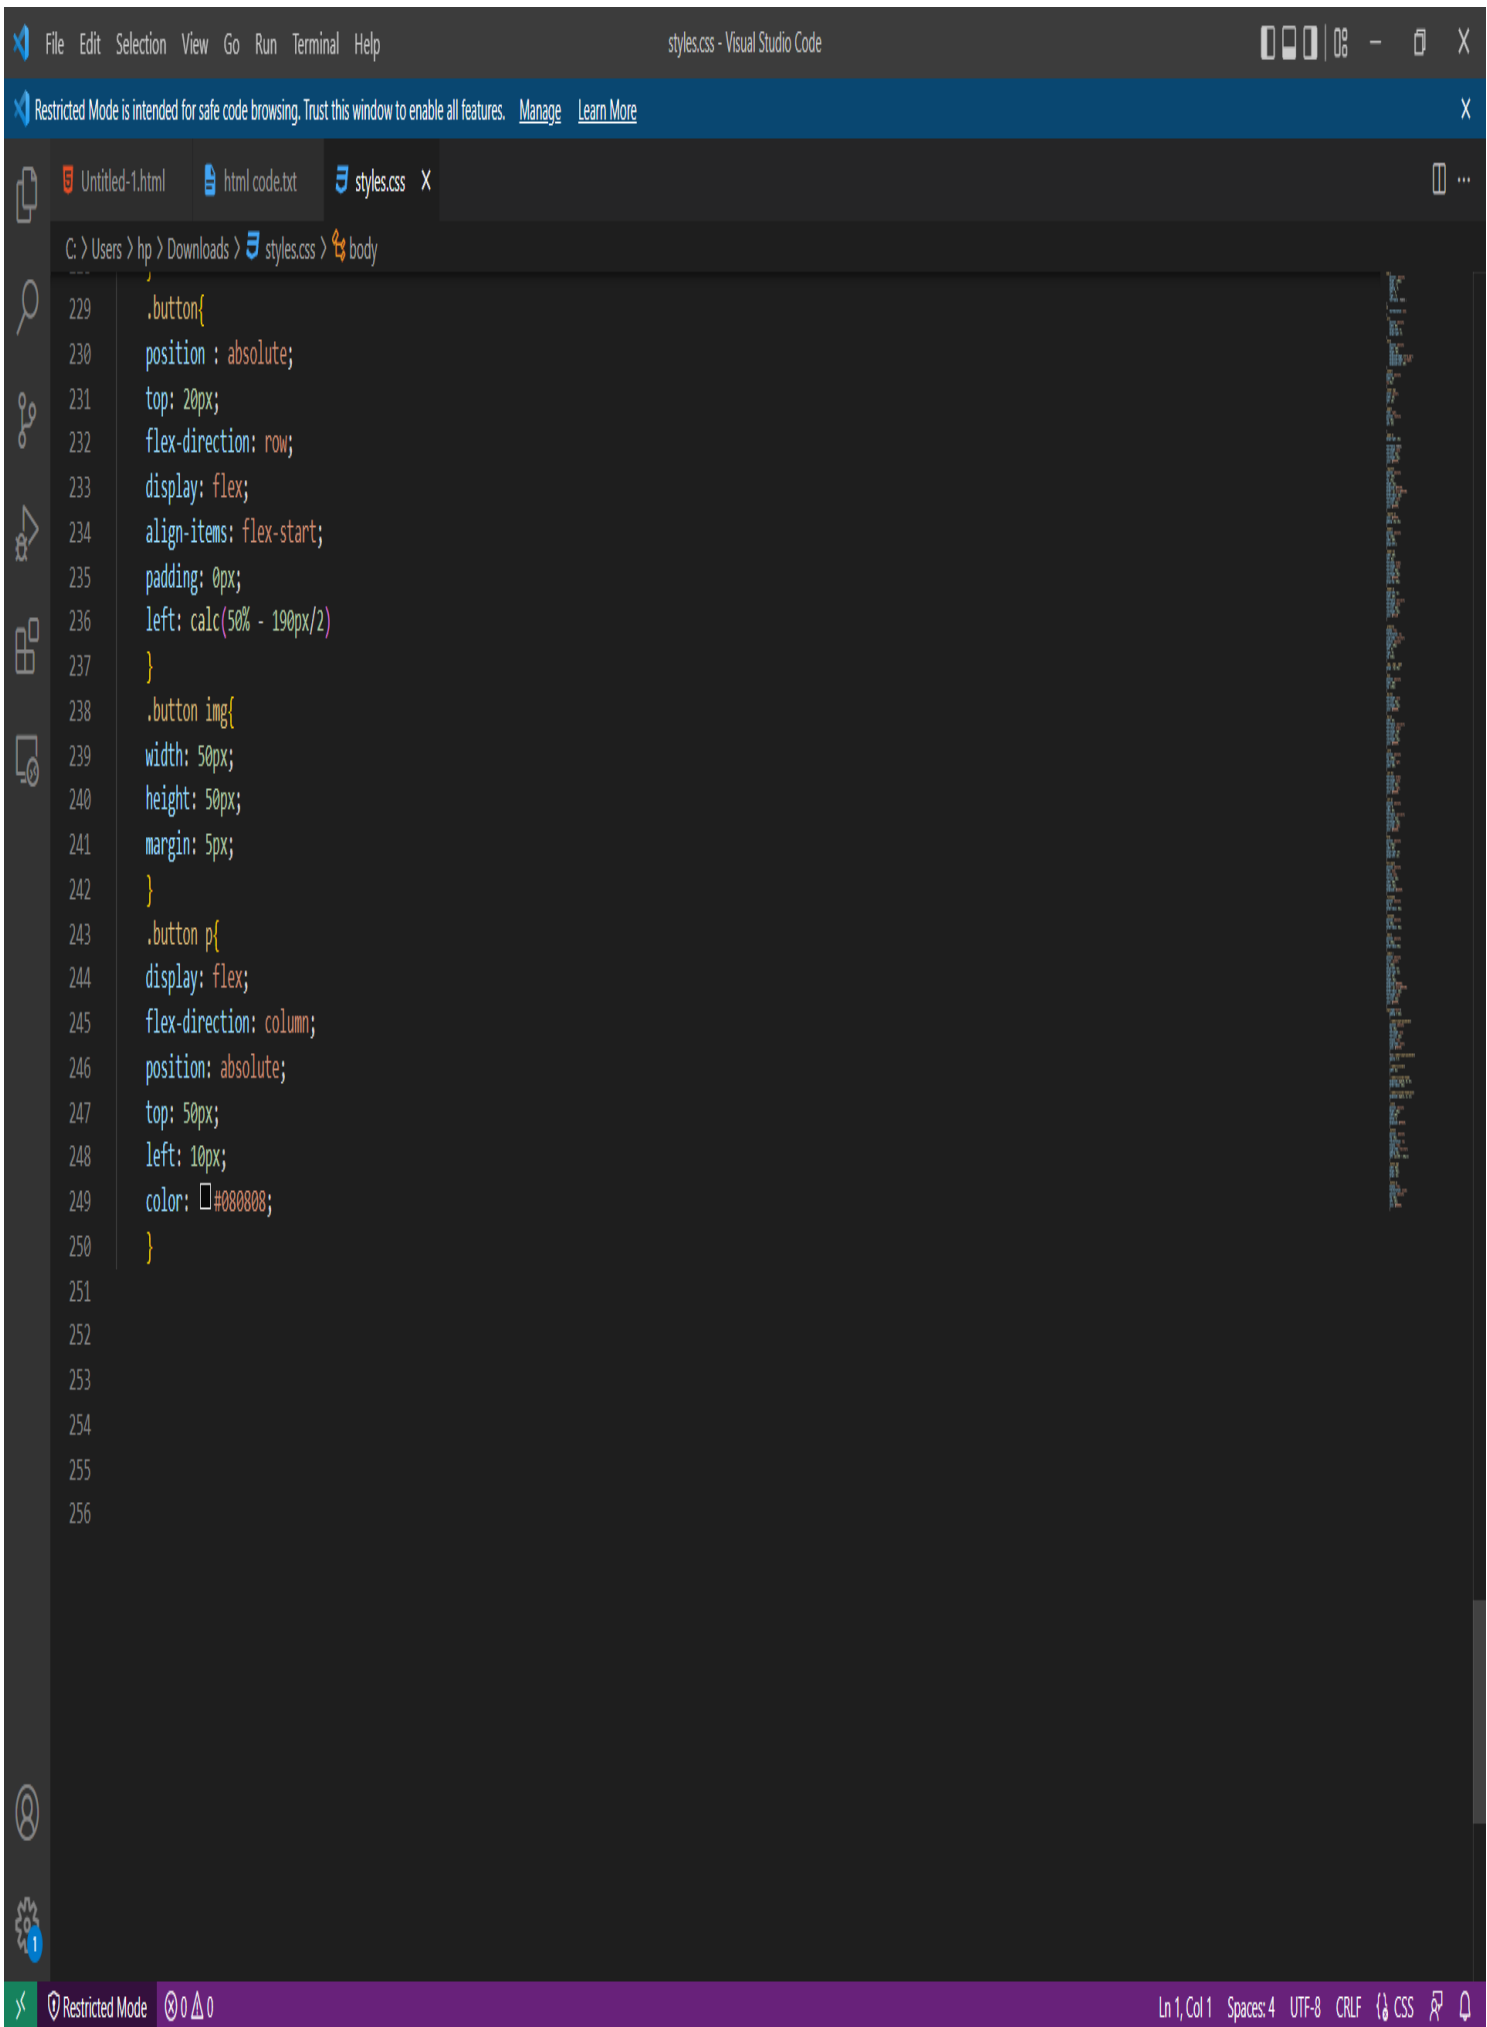 File Edit Selection View Go Run Terminal Help styles.css - Visual Studio Code
Restricted Mode is intended for safe code browsing. Trust this window to enable all features. Manage Learn More X
Untitled-1.html html code.txt styles.css X
C: > Users > hp > Downloads > styles.css > body
229 .button{
230 position : absolute;
231 top: 20px;
232 flex-direction: row;
233 display: flex;
234 align-items: flex-start;
235 padding: 0px;
236 left: calc(50% - 190px/2)
237 }
238 .button img{
239 width: 50px;
240 height: 50px;
241 margin: 5px;
242 }
243 .button p{
244 display: flex;
245 flex-direction: column;
246 position: absolute;
247 top: 50px;
248 left: 10px;
249 color: #080808;
250 }
251
252
253
254
255
256
1
Restricted Mode 0 0 Ln 1, Col 1 Spaces: 4 UTF-8 CRLF CSS